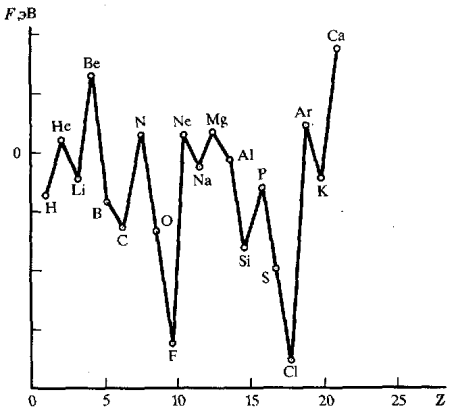 F, эВ
Ca
Be
He
N
Ne
Mg
Ar
0
Al
P
Li
Na
K
H
B
O
C
Si
S
F
Cl
0
5
10
15
20
25
Z